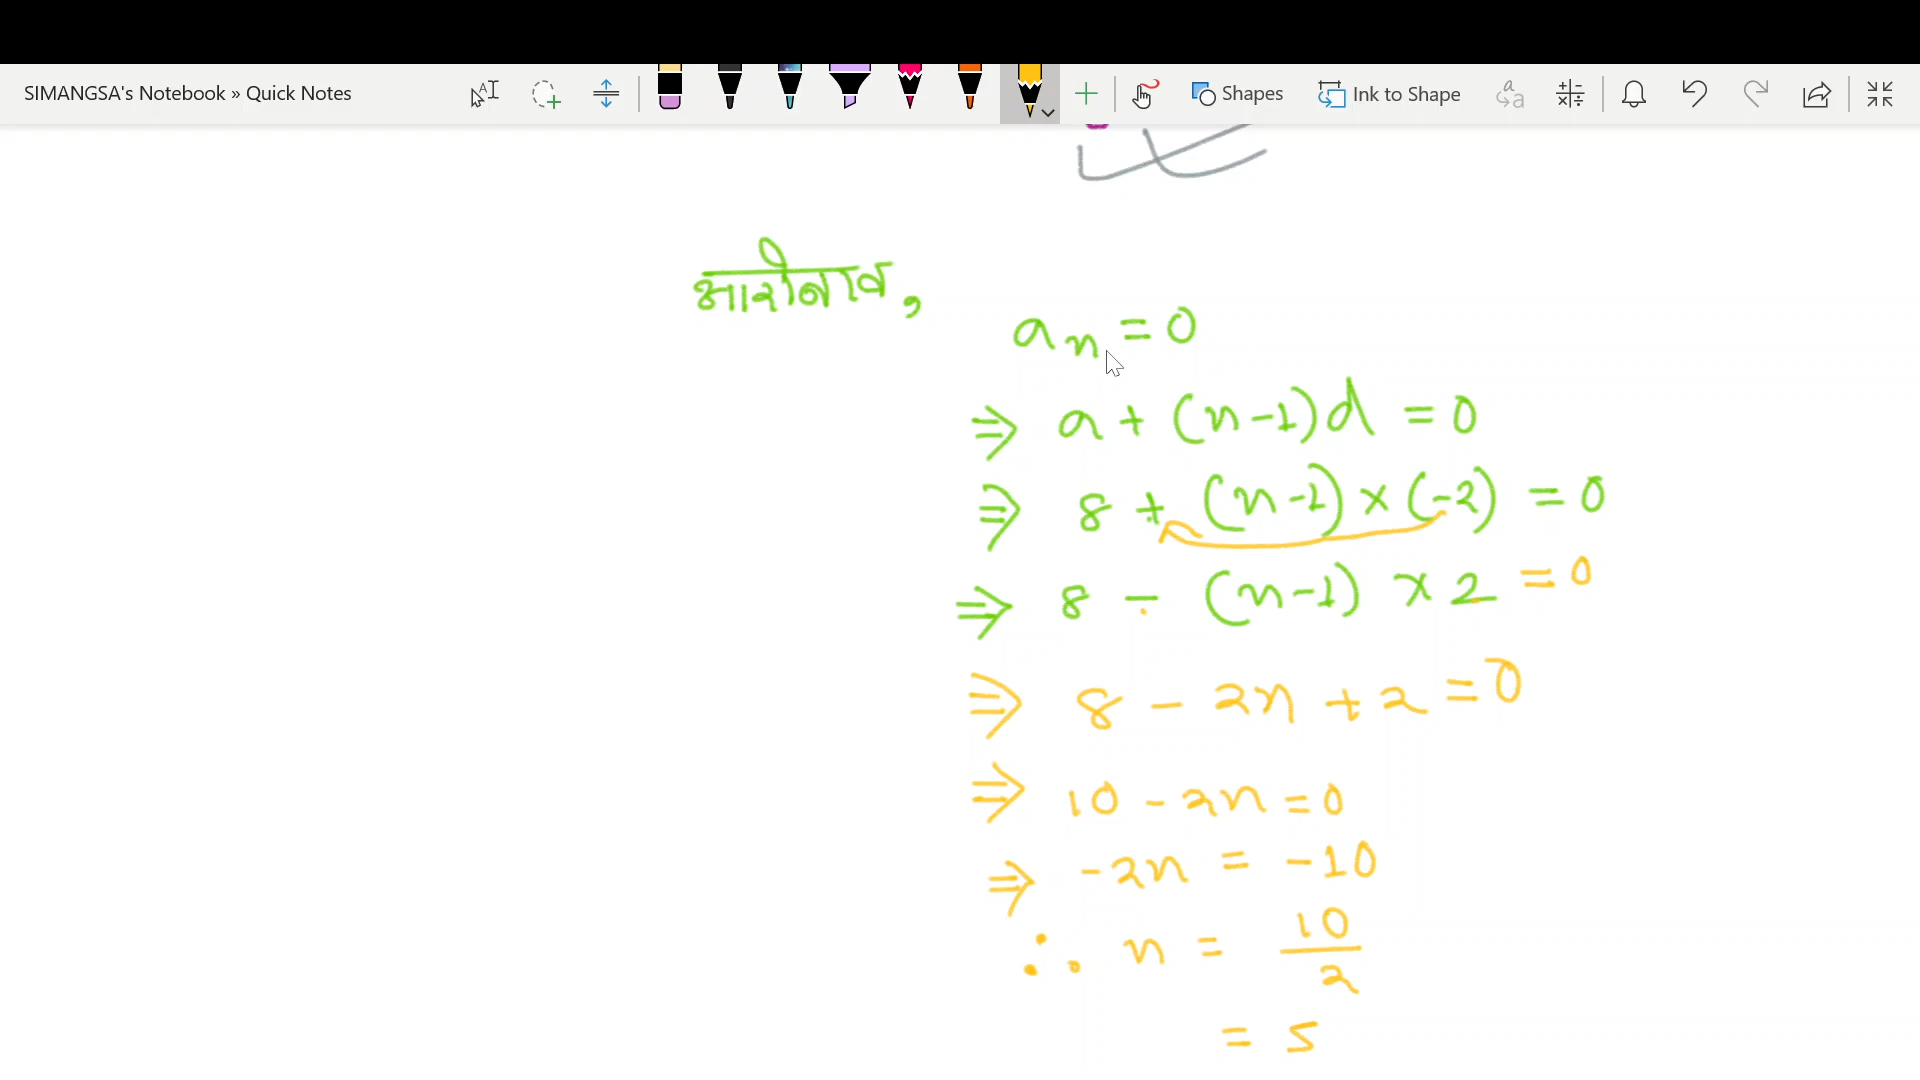 SIMANGSA's Notebook » Quick Notes
Shapes
Ink to Shape
आरोबाव,
aₙ = 0
⇒ a + (n-1)d = 0
⇒ 8 + (n-1) × (-2) = 0
⇒ 8 - (n-1) × 2 = 0
⇒ 8 - 2n + 2 = 0
⇒ 10 - 2n = 0
⇒ -2n = -10
∴ n = 10/2
= 5